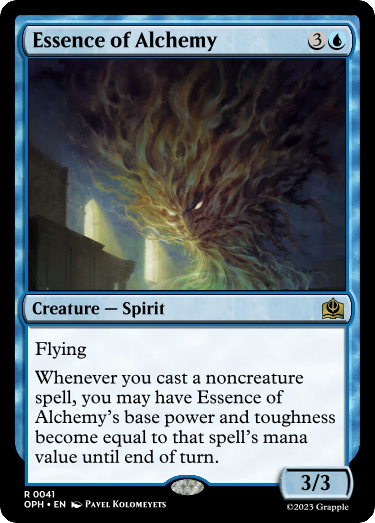 Essence of Alchemy 3
Creature — Spirit
Flying
Whenever you cast a noncreature
spell, you may have Essence of
Alchemy's base power and toughness
become equal to that spell's mana
value until end of turn.
3/3
R 0041
OPH • EN Pavel Kolomeyets
©2023 Grapple